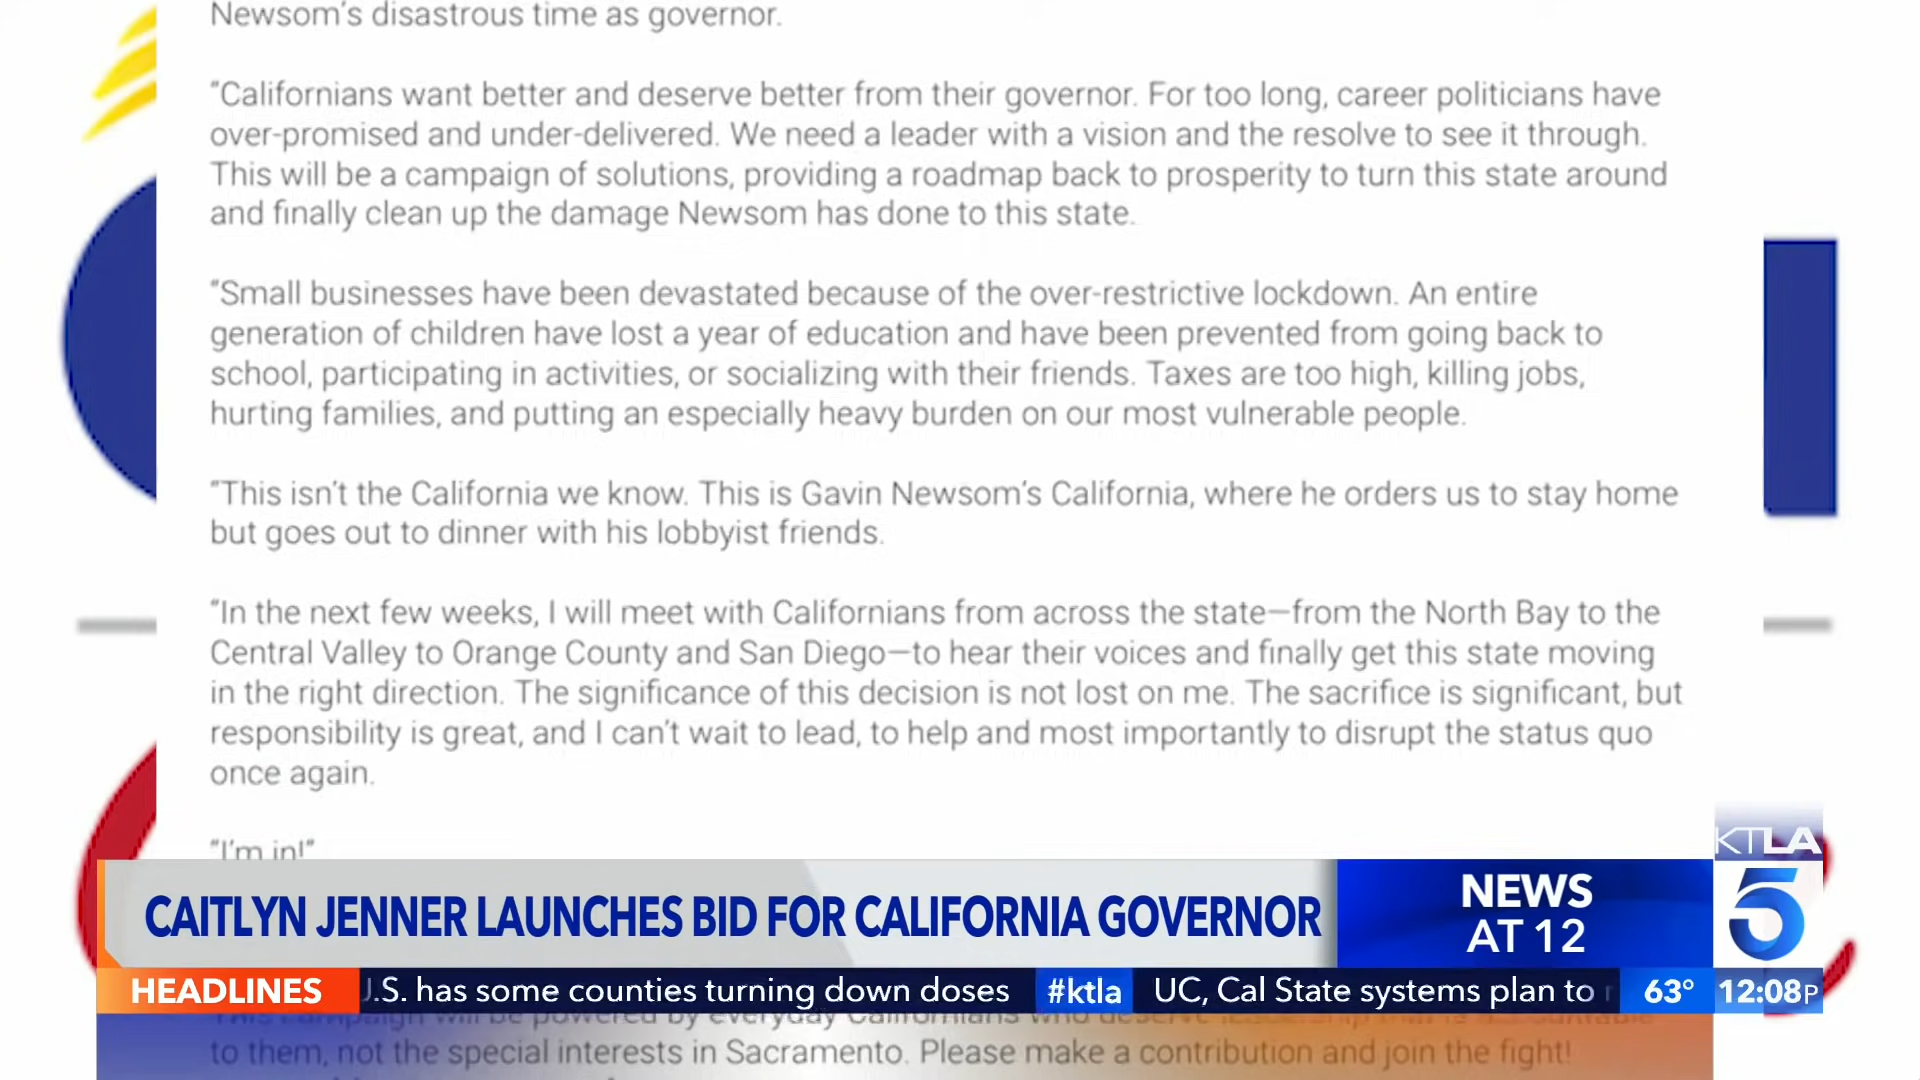 Newsom's disastrous time as governor.
"Californians want better and deserve better from their governor. For too long, career politicians have
over-promised and under-delivered. We need a leader with a vision and the resolve to see it through.
This will be a campaign of solutions, providing a roadmap back to prosperity to turn this state around
and finally clean up the damage Newsom has done to this state.
"Small businesses have been devastated because of the over-restrictive lockdown. An entire
generation of children have lost a year of education and have been prevented from going back to
school, participating in activities, or socializing with their friends. Taxes are too high, killing jobs,
hurting families, and putting an especially heavy burden on our most vulnerable people.
"This isn't the California we know. This is Gavin Newsom's California, where he orders us to stay home
but goes out to dinner with his lobbyist friends.
"In the next few weeks, I will meet with Californians from across the state—from the North Bay to the
Central Valley to Orange County and San Diego—to hear their voices and finally get this state moving
in the right direction. The significance of this decision is not lost on me. The sacrifice is significant, but
responsibility is great, and I can't wait to lead, to help and most importantly to disrupt the status quo
once again.
"I'm in!"
KTLA
5
CAITLYN JENNER LAUNCHES BID FOR CALIFORNIA GOVERNOR
NEWS
AT 12
HEADLINES
J.S. has some counties turning down doses
#ktla
UC, Cal State systems plan to
63°
12:08P
This campaign will be powered by everyday Californians who deserve
to them, not the special interests in Sacramento. Please make a contribution and join the fight!